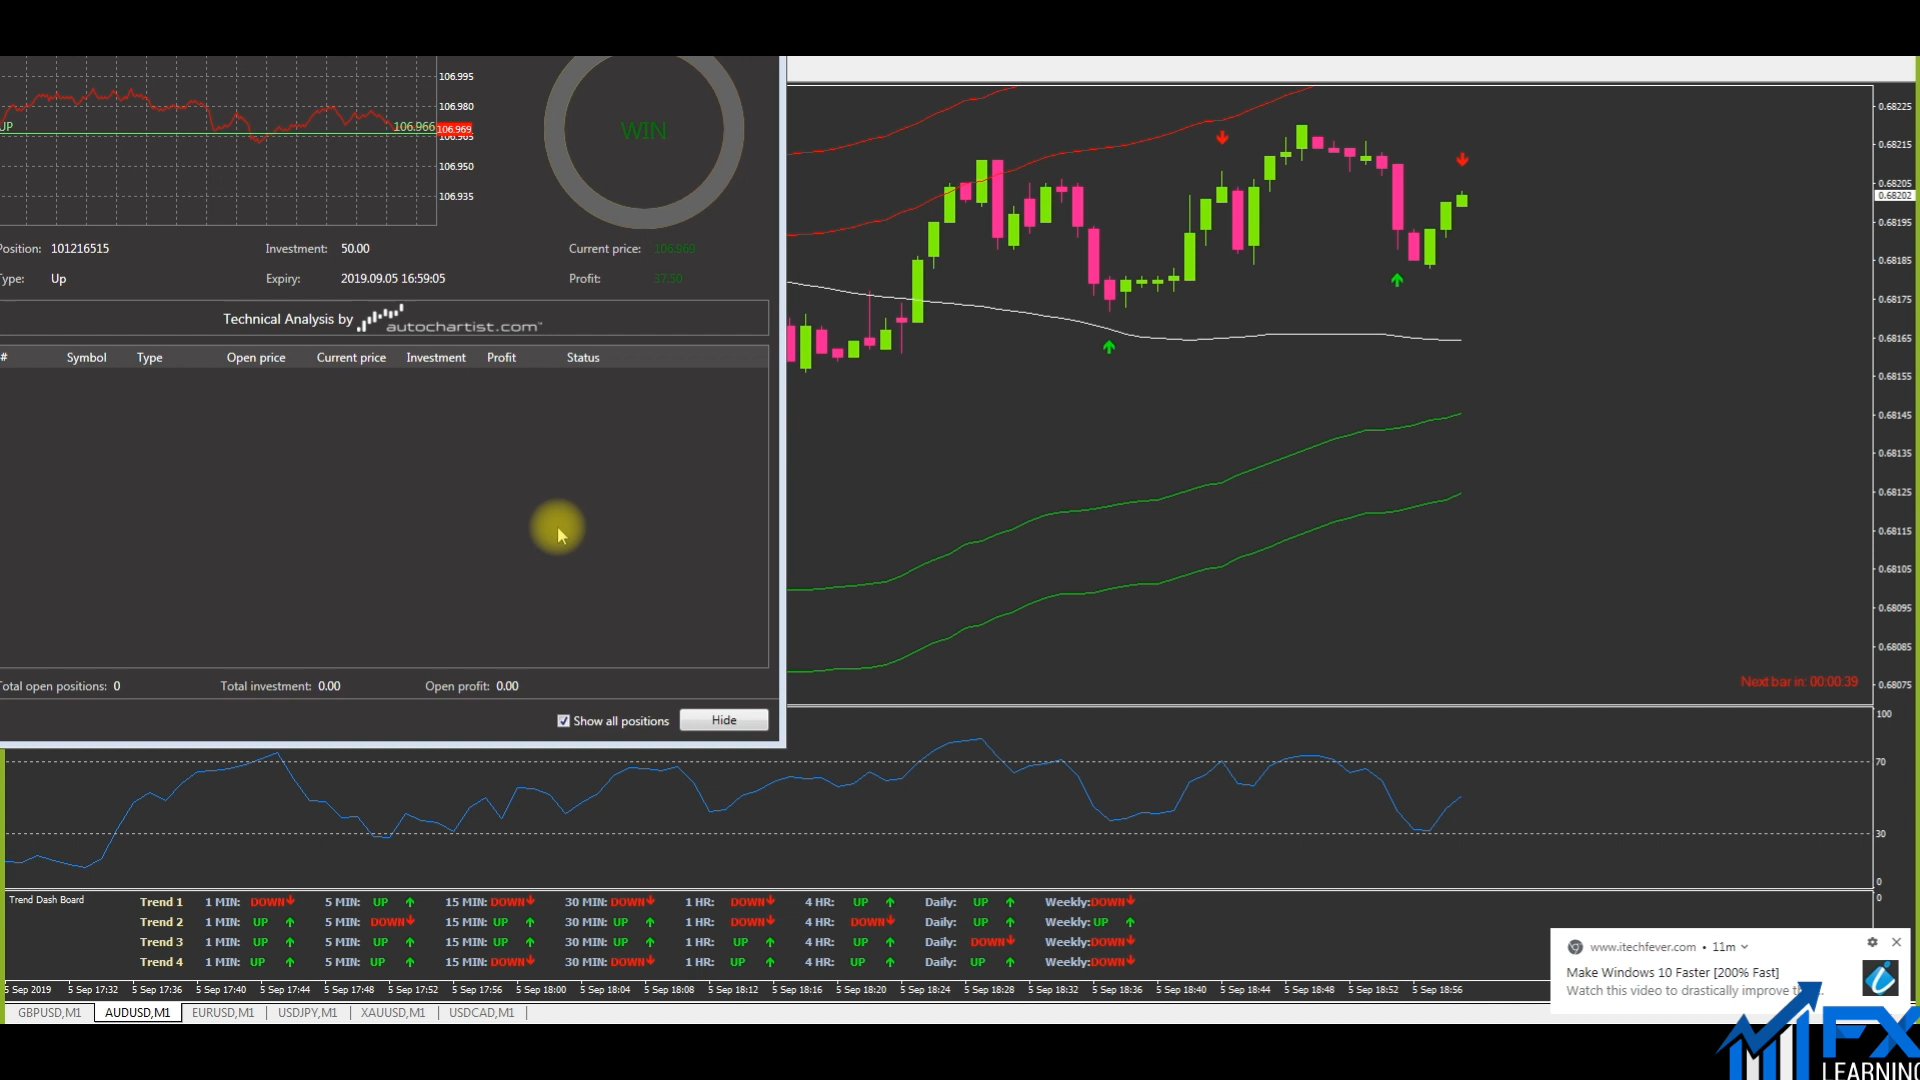 106.995
106.980
UP 106.966 106.969
106.965
106.950
106.935
WIN
Position: 101216515 Investment: 50.00 Current price: 106.969
Type: Up Expiry: 2019.09.05 16:59:05 Profit: 37.50
Technical Analysis by autochartist.com™
# Symbol Type Open price Current price Investment Profit Status
Total open positions: 0 Total investment: 0.00 Open profit: 0.00
Show all positions Hide
0.68225
0.68215
0.68205
0.68202
0.68195
0.68185
0.68175
0.68165
0.68155
0.68145
0.68135
0.68125
0.68115
0.68105
0.68095
0.68085
0.68075
Next bar in: 00:00:39
100
70
30
0
0
Trend Dash Board
Trend 1 1 MIN: DOWN 5 MIN: UP 15 MIN: DOWN 30 MIN: DOWN 1 HR: DOWN 4 HR: UP Daily: UP Weekly:DOWN
Trend 2 1 MIN: UP 5 MIN: DOWN 15 MIN: UP 30 MIN: UP 1 HR: DOWN 4 HR: DOWN Daily: UP Weekly: UP
Trend 3 1 MIN: UP 5 MIN: UP 15 MIN: UP 30 MIN: UP 1 HR: UP 4 HR: UP Daily: DOWN Weekly:DOWN
Trend 4 1 MIN: UP 5 MIN: UP 15 MIN: DOWN 30 MIN: DOWN 1 HR: UP 4 HR: UP Daily: UP Weekly:DOWN
5 Sep 2019 5 Sep 17:32 5 Sep 17:36 5 Sep 17:40 5 Sep 17:44 5 Sep 17:48 5 Sep 17:52 5 Sep 17:56 5 Sep 18:00 5 Sep 18:04 5 Sep 18:08 5 Sep 18:12 5 Sep 18:16 5 Sep 18:20 5 Sep 18:24 5 Sep 18:28 5 Sep 18:32 5 Sep 18:36 5 Sep 18:40 5 Sep 18:44 5 Sep 18:48 5 Sep 18:52 5 Sep 18:56
GBPUSD,M1 AUDUSD,M1 EURUSD,M1 USDJPY,M1 XAUUSD,M1 USDCAD,M1
www.itechfever.com • 11m
Make Windows 10 Faster [200% Fast]
Watch this video to drastically improve
FX
LEARNING